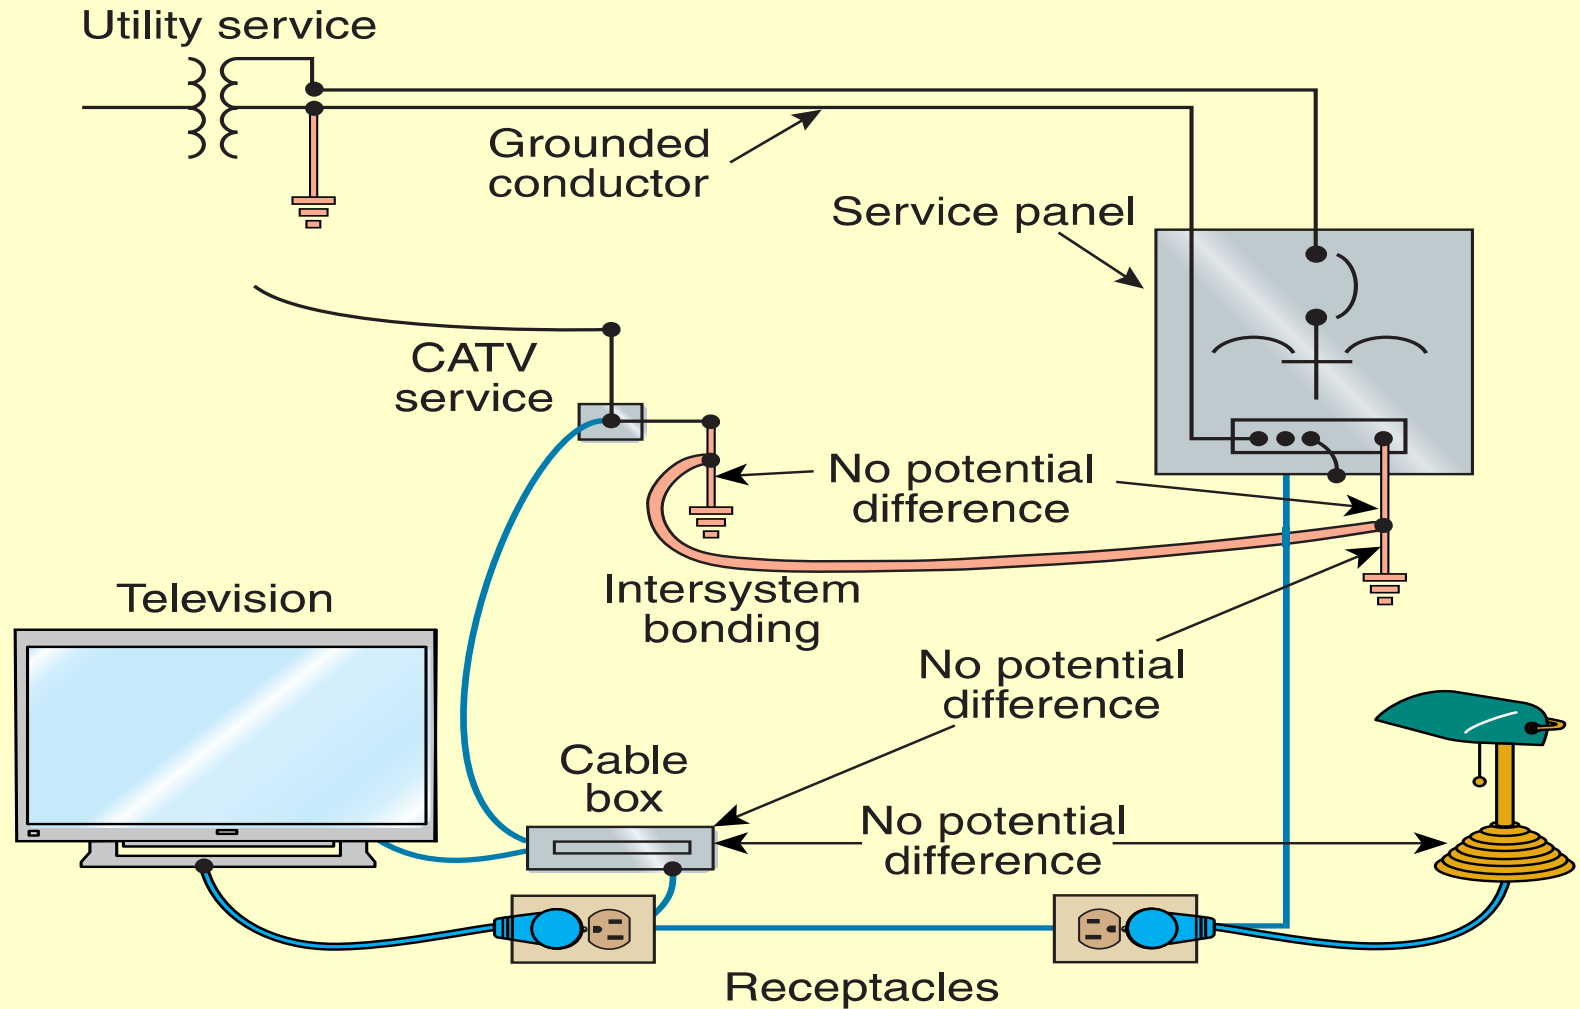 Utility service
Grounded
conductor
Service panel
CATV
service
No potential
difference
Intersystem
bonding
Television
No potential
difference
Cable
box
No potential
difference
Receptacles